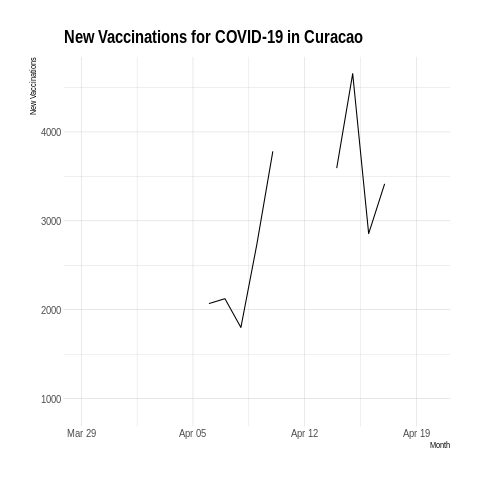 New Vaccinations for COVID-19 in Curacao
New Vaccinations
4000
3000
2000
1000
Mar 29 Apr 05 Apr 12 Apr 19
Month